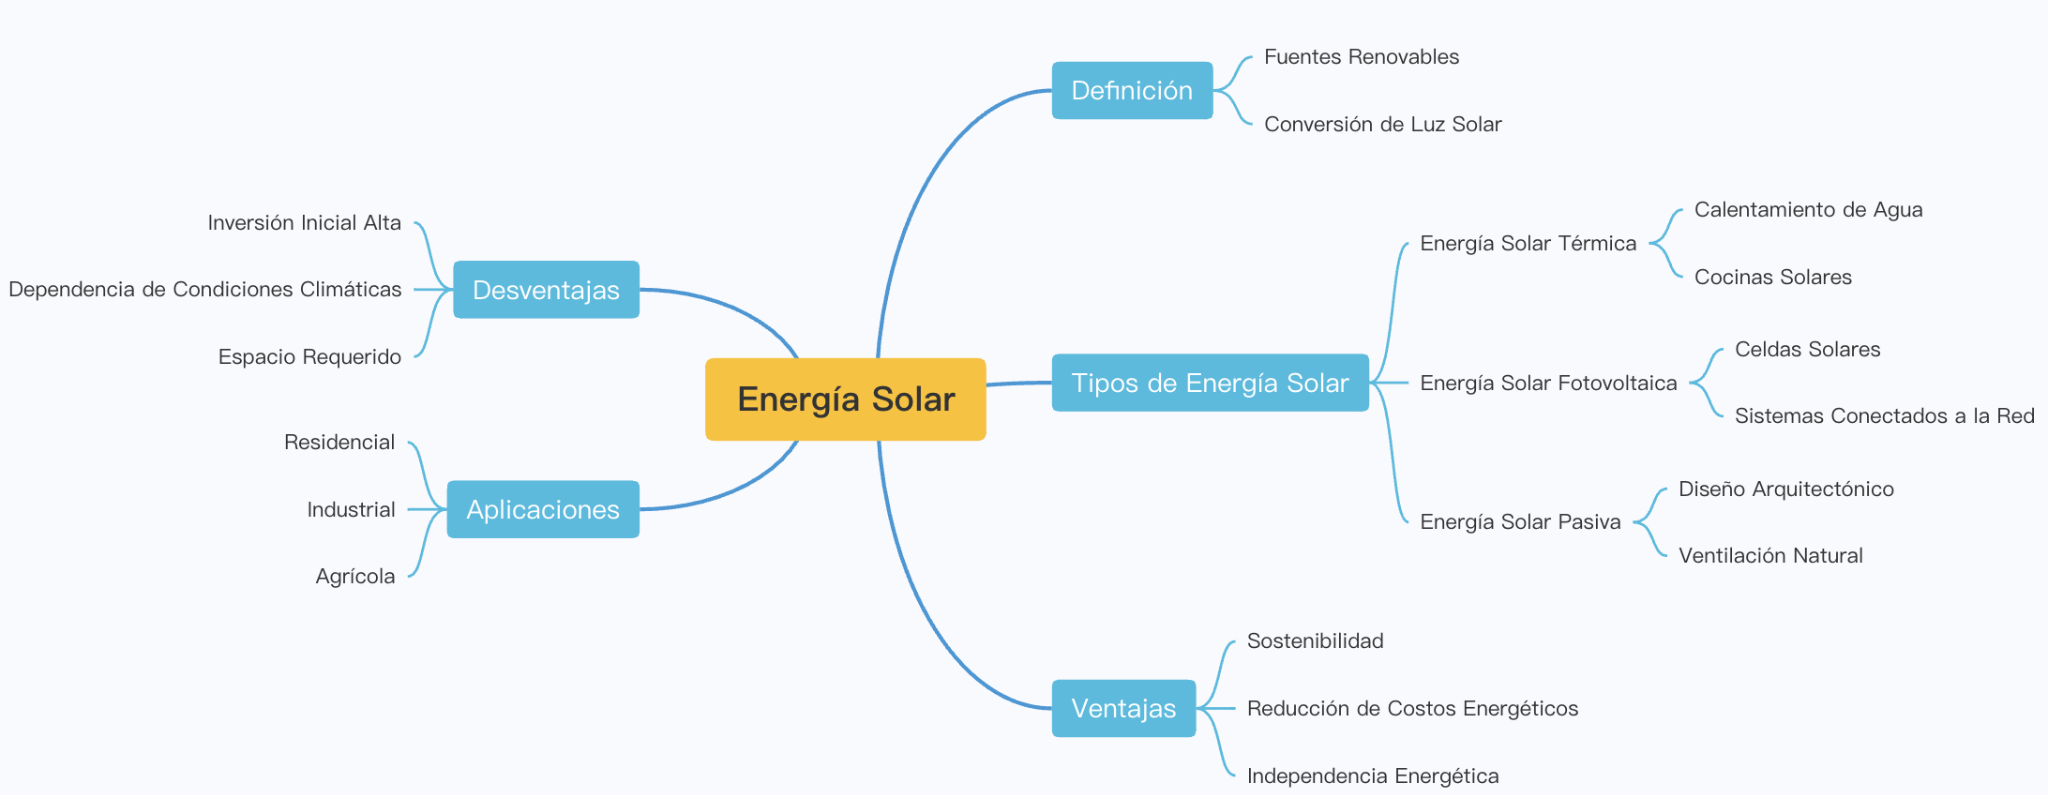 Energía Solar
Definición
Fuentes Renovables
Conversión de Luz Solar
Tipos de Energía Solar
Energía Solar Térmica
Calentamiento de Agua
Cocinas Solares
Energía Solar Fotovoltaica
Celdas Solares
Sistemas Conectados a la Red
Energía Solar Pasiva
Diseño Arquitectónico
Ventilación Natural
Ventajas
Sostenibilidad
Reducción de Costos Energéticos
Independencia Energética
Aplicaciones
Residencial
Industrial
Agrícola
Desventajas
Inversión Inicial Alta
Dependencia de Condiciones Climáticas
Espacio Requerido